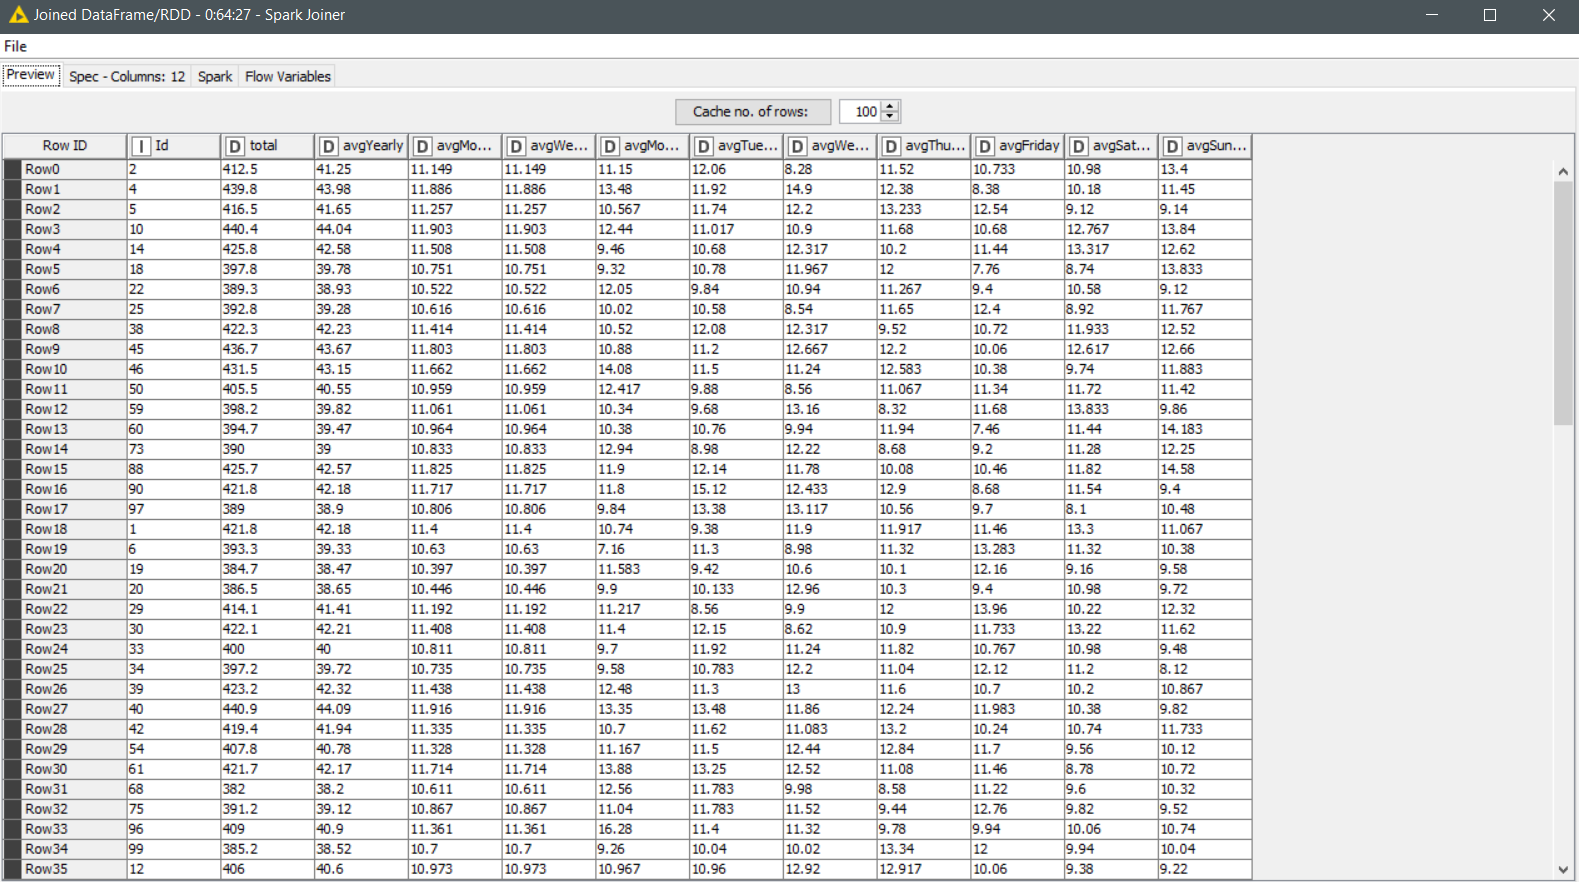 Joined DataFrame/RDD - 0:64:27 - Spark Joiner
File
Preview Spec - Columns: 12 Spark Flow Variables
Cache no. of rows: 100
Row ID I Id D total D avgYearly D avgMo... D avgWe... D avgMo... D avgTue... D avgWe... D avgThu... D avgFriday D avgSat... D avgSun...
Row0 2 412.5 41.25 11.149 11.149 11.15 12.06 8.28 11.52 10.733 10.98 13.4
Row1 4 439.8 43.98 11.886 11.886 13.48 11.92 14.9 12.38 8.38 10.18 11.45
Row2 5 416.5 41.65 11.257 11.257 10.567 11.74 12.2 13.233 12.54 9.12 9.14
Row3 10 440.4 44.04 11.903 11.903 12.44 11.017 10.9 11.68 10.68 12.767 13.84
Row4 14 425.8 42.58 11.508 11.508 9.46 10.68 12.317 10.2 11.44 13.317 12.62
Row5 18 397.8 39.78 10.751 10.751 9.32 10.78 11.967 12 7.76 8.74 13.833
Row6 22 389.3 38.93 10.522 10.522 12.05 9.84 10.94 11.267 9.4 10.58 9.12
Row7 25 392.8 39.28 10.616 10.616 10.02 10.58 8.54 11.65 12.4 8.92 11.767
Row8 38 422.3 42.23 11.414 11.414 10.52 12.08 12.317 9.52 10.72 11.933 12.52
Row9 45 436.7 43.67 11.803 11.803 10.88 11.2 12.667 12.2 10.06 12.617 12.66
Row10 46 431.5 43.15 11.662 11.662 14.08 11.5 11.24 12.583 10.38 9.74 11.883
Row11 50 405.5 40.55 10.959 10.959 12.417 9.88 8.56 11.067 11.34 11.72 11.42
Row12 59 398.2 39.82 11.061 11.061 10.34 9.68 13.16 8.32 11.68 13.833 9.86
Row13 60 394.7 39.47 10.964 10.964 10.38 10.76 9.94 11.94 7.46 11.44 14.183
Row14 73 390 39 10.833 10.833 12.94 8.98 12.22 8.68 9.2 11.28 12.25
Row15 88 425.7 42.57 11.825 11.825 11.9 12.14 11.78 10.08 10.46 11.82 14.58
Row16 90 421.8 42.18 11.717 11.717 11.8 15.12 12.433 12.9 8.68 11.54 9.4
Row17 97 389 38.9 10.806 10.806 9.84 13.38 13.117 10.56 9.7 8.1 10.48
Row18 1 421.8 42.18 11.4 11.4 10.74 9.38 11.9 11.917 11.46 13.3 11.067
Row19 6 393.3 39.33 10.63 10.63 7.16 11.3 8.98 11.32 13.283 11.32 10.38
Row20 19 384.7 38.47 10.397 10.397 11.583 9.42 10.6 10.1 12.16 9.16 9.58
Row21 20 386.5 38.65 10.446 10.446 9.9 10.133 12.96 10.3 9.4 10.98 9.72
Row22 29 414.1 41.41 11.192 11.192 11.217 8.56 9.9 12 13.96 10.22 12.32
Row23 30 422.1 42.21 11.408 11.408 11.4 12.15 8.62 10.9 11.733 13.22 11.62
Row24 33 400 40 10.811 10.811 9.7 11.92 11.24 11.82 10.767 10.98 9.48
Row25 34 397.2 39.72 10.735 10.735 9.58 10.783 12.2 11.04 12.12 11.2 8.12
Row26 39 423.2 42.32 11.438 11.438 12.48 11.3 13 11.6 10.7 10.2 10.867
Row27 40 440.9 44.09 11.916 11.916 13.35 13.48 11.86 12.24 11.983 10.38 9.82
Row28 42 419.4 41.94 11.335 11.335 10.7 11.62 11.083 13.2 10.24 10.74 11.733
Row29 54 407.8 40.78 11.328 11.328 11.167 11.5 12.44 12.84 11.7 9.56 10.12
Row30 61 421.7 42.17 11.714 11.714 13.88 13.25 12.52 11.08 11.46 8.78 10.72
Row31 68 382 38.2 10.611 10.611 12.56 11.783 9.98 8.58 11.22 9.6 10.32
Row32 75 391.2 39.12 10.867 10.867 11.04 11.783 11.52 9.44 12.76 9.82 9.52
Row33 96 409 40.9 11.361 11.361 16.28 11.4 11.32 9.78 9.94 10.06 10.74
Row34 99 385.2 38.52 10.7 10.7 9.26 10.04 10.02 13.34 12 9.94 10.04
Row35 12 406 40.6 10.973 10.973 10.967 10.96 12.92 12.917 10.06 9.38 9.22